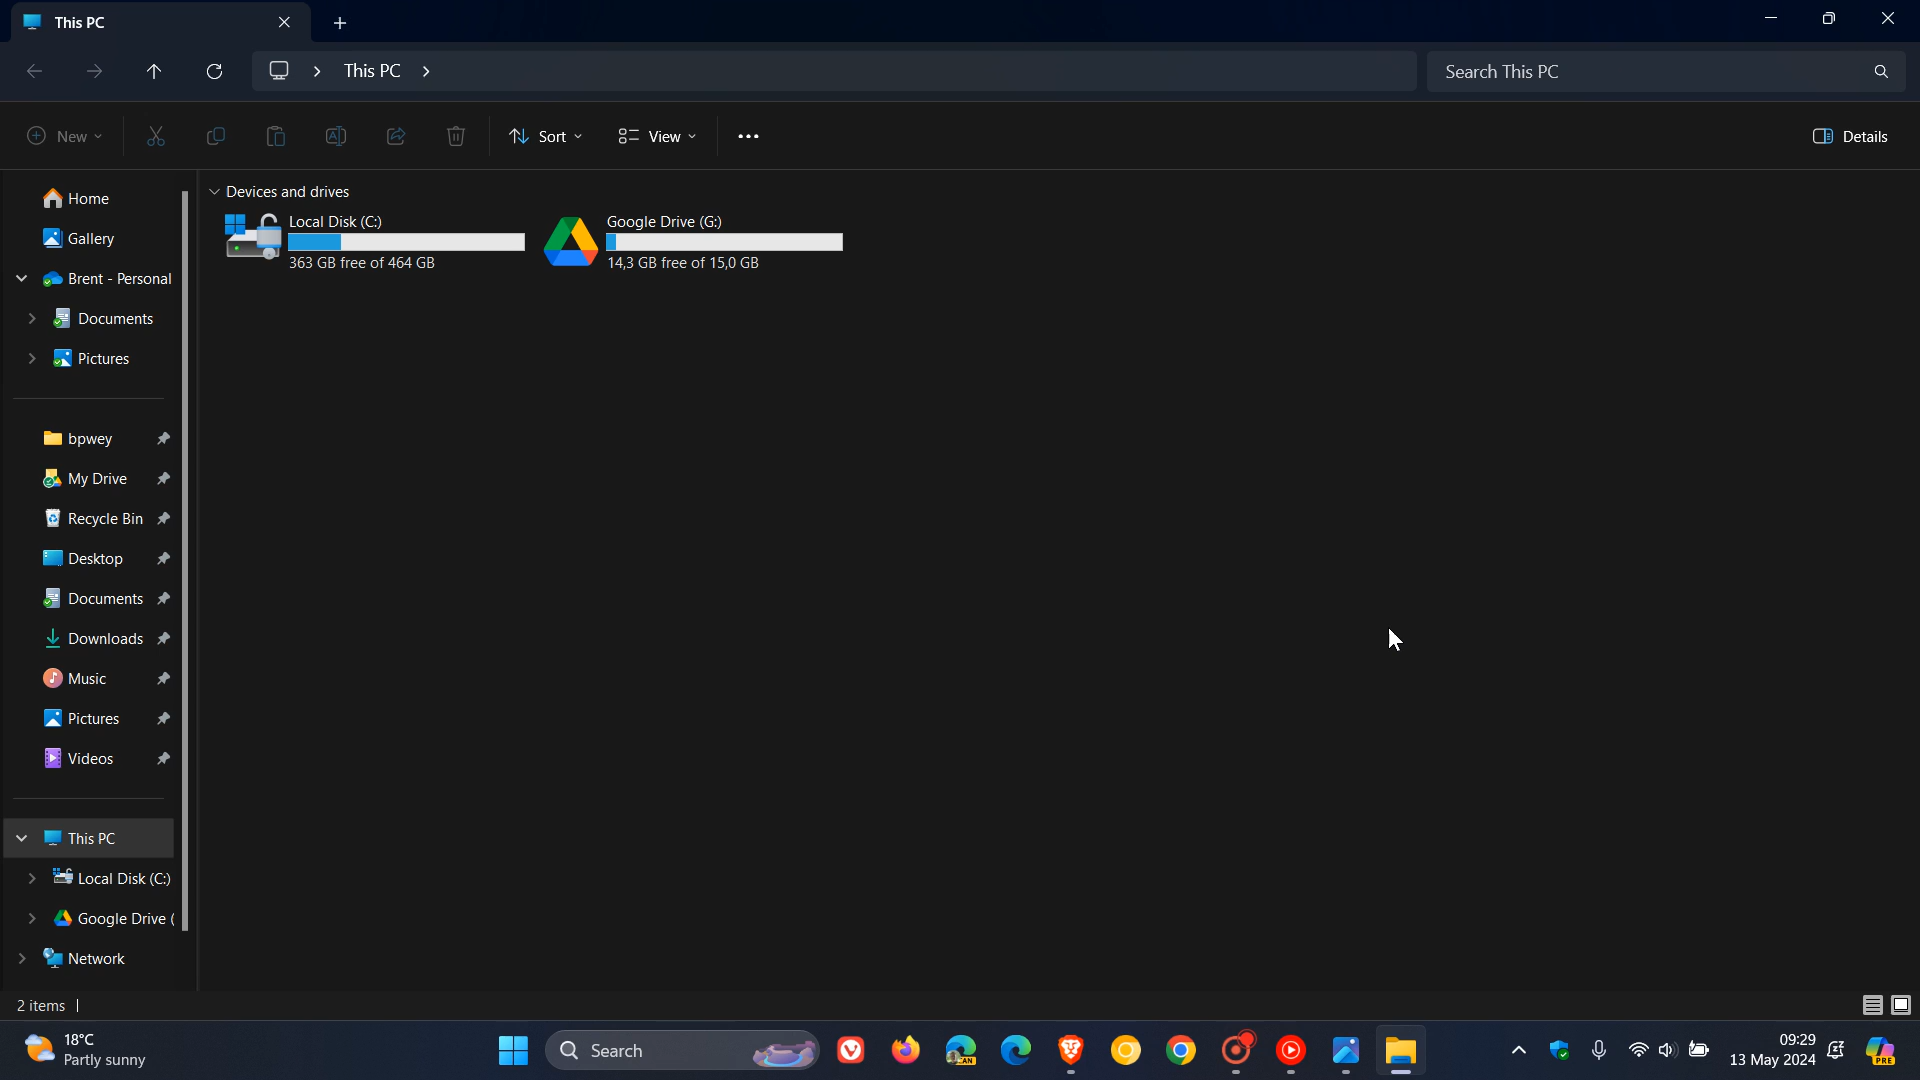 This PC
This PC
Search This PC
New
Sort
View
Details
Home
Gallery
Brent - Personal
Documents
Pictures
bpwey
My Drive
Recycle Bin
Desktop
Documents
Downloads
Music
Pictures
Videos
This PC
Local Disk (C:)
Google Drive (
Network
Devices and drives
Local Disk (C:)
363 GB free of 464 GB
Google Drive (G:)
14,3 GB free of 15,0 GB
2 items
18°C
Partly sunny
Search
CAN
09:29
13 May 2024
PRE